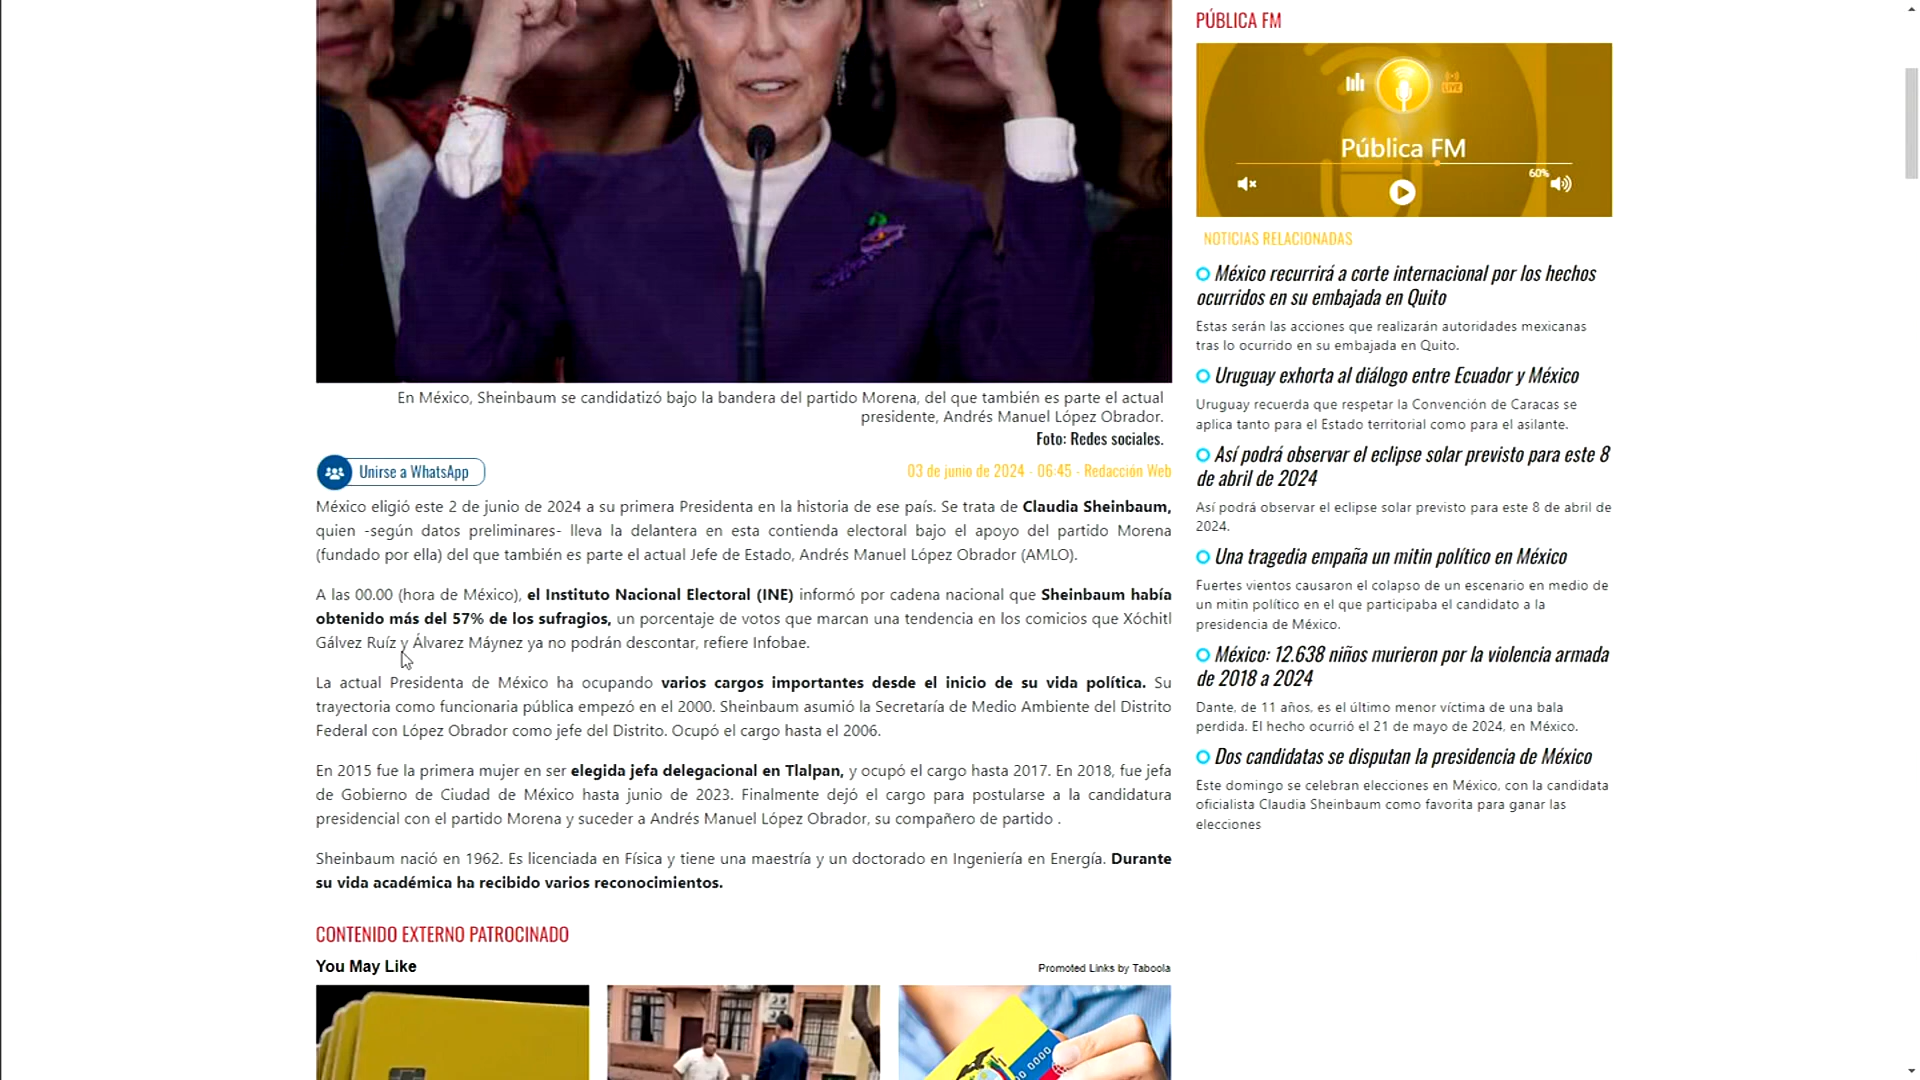 En México, Sheinbaum se candidatizó bajo la bandera del partido Morena, del que también es parte el actual
presidente, Andrés Manuel López Obrador.
Foto: Redes sociales.
Unirse a WhatsApp
03 de junio de 2024 - 06:45 - Redacción Web
México eligió este 2 de junio de 2024 a su primera Presidenta en la historia de ese país. Se trata de Claudia Sheinbaum,
quien -según datos preliminares- lleva la delantera en esta contienda electoral bajo el apoyo del partido Morena
(fundado por ella) del que también es parte el actual Jefe de Estado, Andrés Manuel López Obrador (AMLO).
A las 00.00 (hora de México), el Instituto Nacional Electoral (INE) informó por cadena nacional que Sheinbaum había
obtenido más del 57% de los sufragios, un porcentaje de votos que marcan una tendencia en los comicios que Xóchitl
Gálvez Ruíz y Álvarez Máynez ya no podrán descontar, refiere Infobae.
La actual Presidenta de México ha ocupando varios cargos importantes desde el inicio de su vida política. Su
trayectoria como funcionaria pública empezó en el 2000. Sheinbaum asumió la Secretaría de Medio Ambiente del Distrito
Federal con López Obrador como jefe del Distrito. Ocupó el cargo hasta el 2006.
En 2015 fue la primera mujer en ser elegida jefa delegacional en Tlalpan, y ocupó el cargo hasta 2017. En 2018, fue jefa
de Gobierno de Ciudad de México hasta junio de 2023. Finalmente dejó el cargo para postularse a la candidatura
presidencial con el partido Morena y suceder a Andrés Manuel López Obrador, su compañero de partido .
Sheinbaum nació en 1962. Es licenciada en Física y tiene una maestría y un doctorado en Ingeniería en Energía. Durante
su vida académica ha recibido varios reconocimientos.
CONTENIDO EXTERNO PATROCINADO
You May Like
Promoted Links by Taboola
0 0000
PÚBLICA FM
LIVE
Pública FM
60%
NOTICIAS RELACIONADAS
México recurrirá a corte internacional por los hechos
ocurridos en su embajada en Quito
Estas serán las acciones que realizarán autoridades mexicanas
tras lo ocurrido en su embajada en Quito.
Uruguay exhorta al diálogo entre Ecuador y México
Uruguay recuerda que respetar la Convención de Caracas se
aplica tanto para el Estado territorial como para el asilante.
Así podrá observar el eclipse solar previsto para este 8
de abril de 2024
Así podrá observar el eclipse solar previsto para este 8 de abril de
2024.
Una tragedia empaña un mitin político en México
Fuertes vientos causaron el colapso de un escenario en medio de
un mitin político en el que participaba el candidato a la
presidencia de México.
México: 12.638 niños murieron por la violencia armada
de 2018 a 2024
Dante, de 11 años, es el último menor víctima de una bala
perdida. El hecho ocurrió el 21 de mayo de 2024, en México.
Dos candidatas se disputan la presidencia de México
Este domingo se celebran elecciones en México, con la candidata
oficialista Claudia Sheinbaum como favorita para ganar las
elecciones